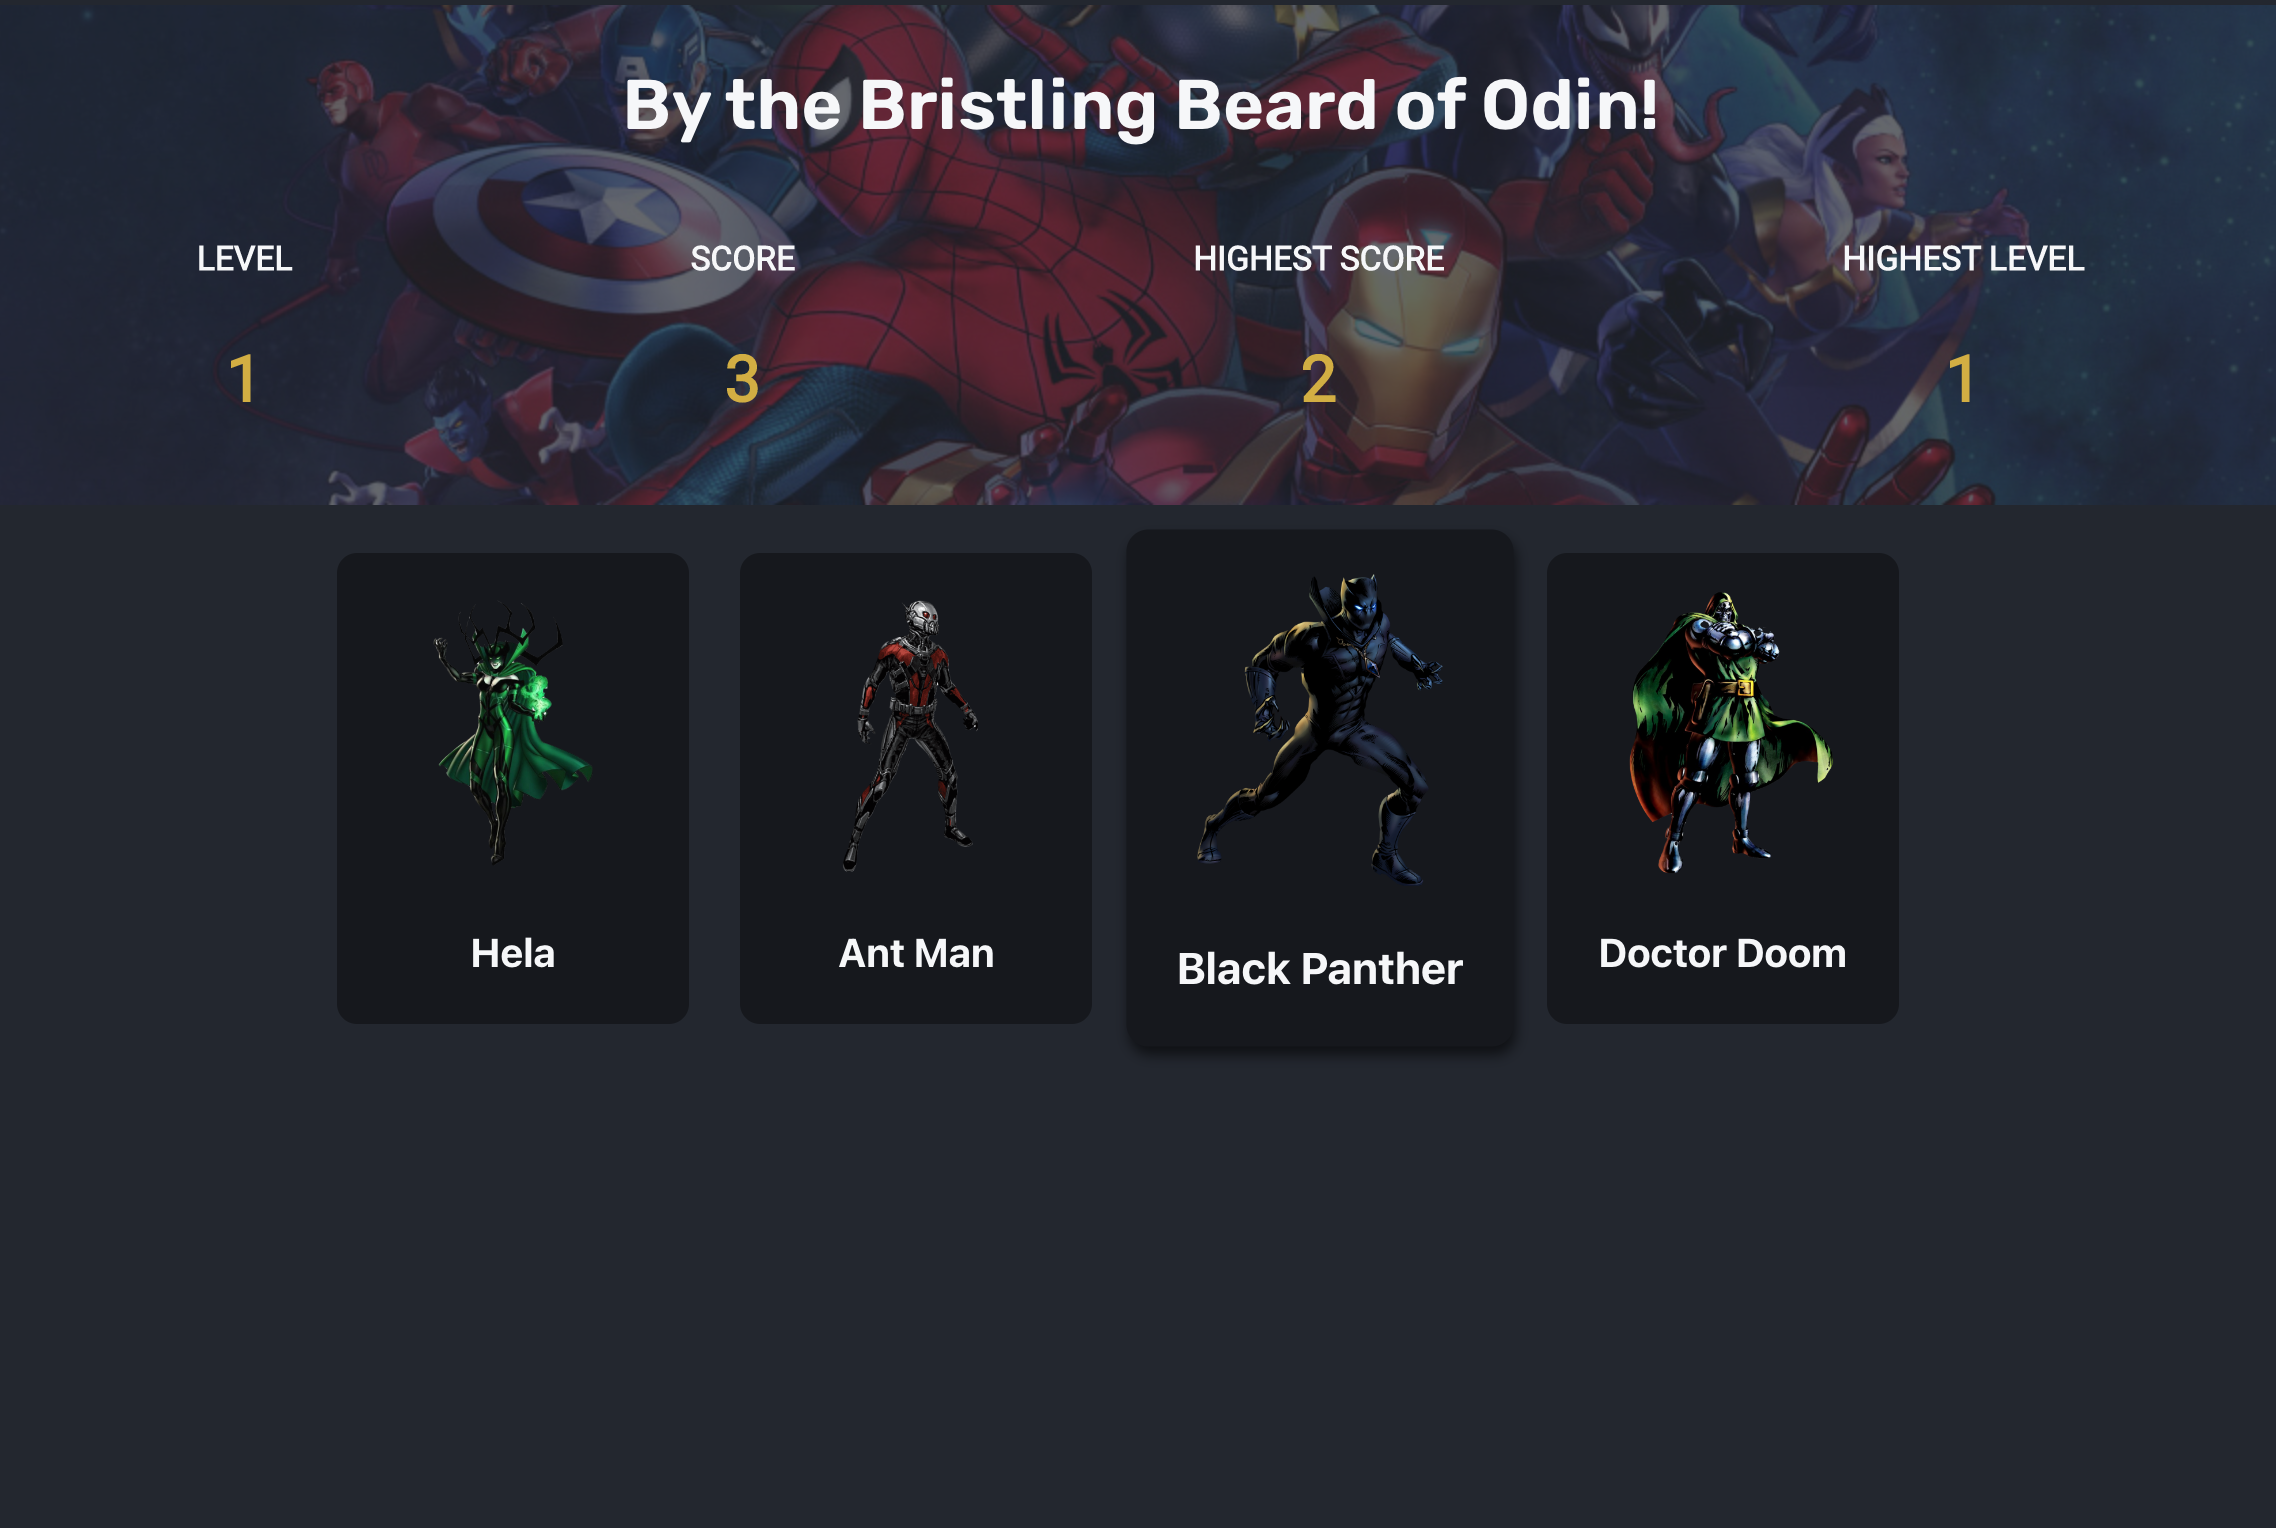 By the Bristling Beard of Odin!
LEVEL
SCORE
HIGHEST SCORE
HIGHEST LEVEL
1
3
2
1
Hela
Ant Man
Black Panther
Doctor Doom